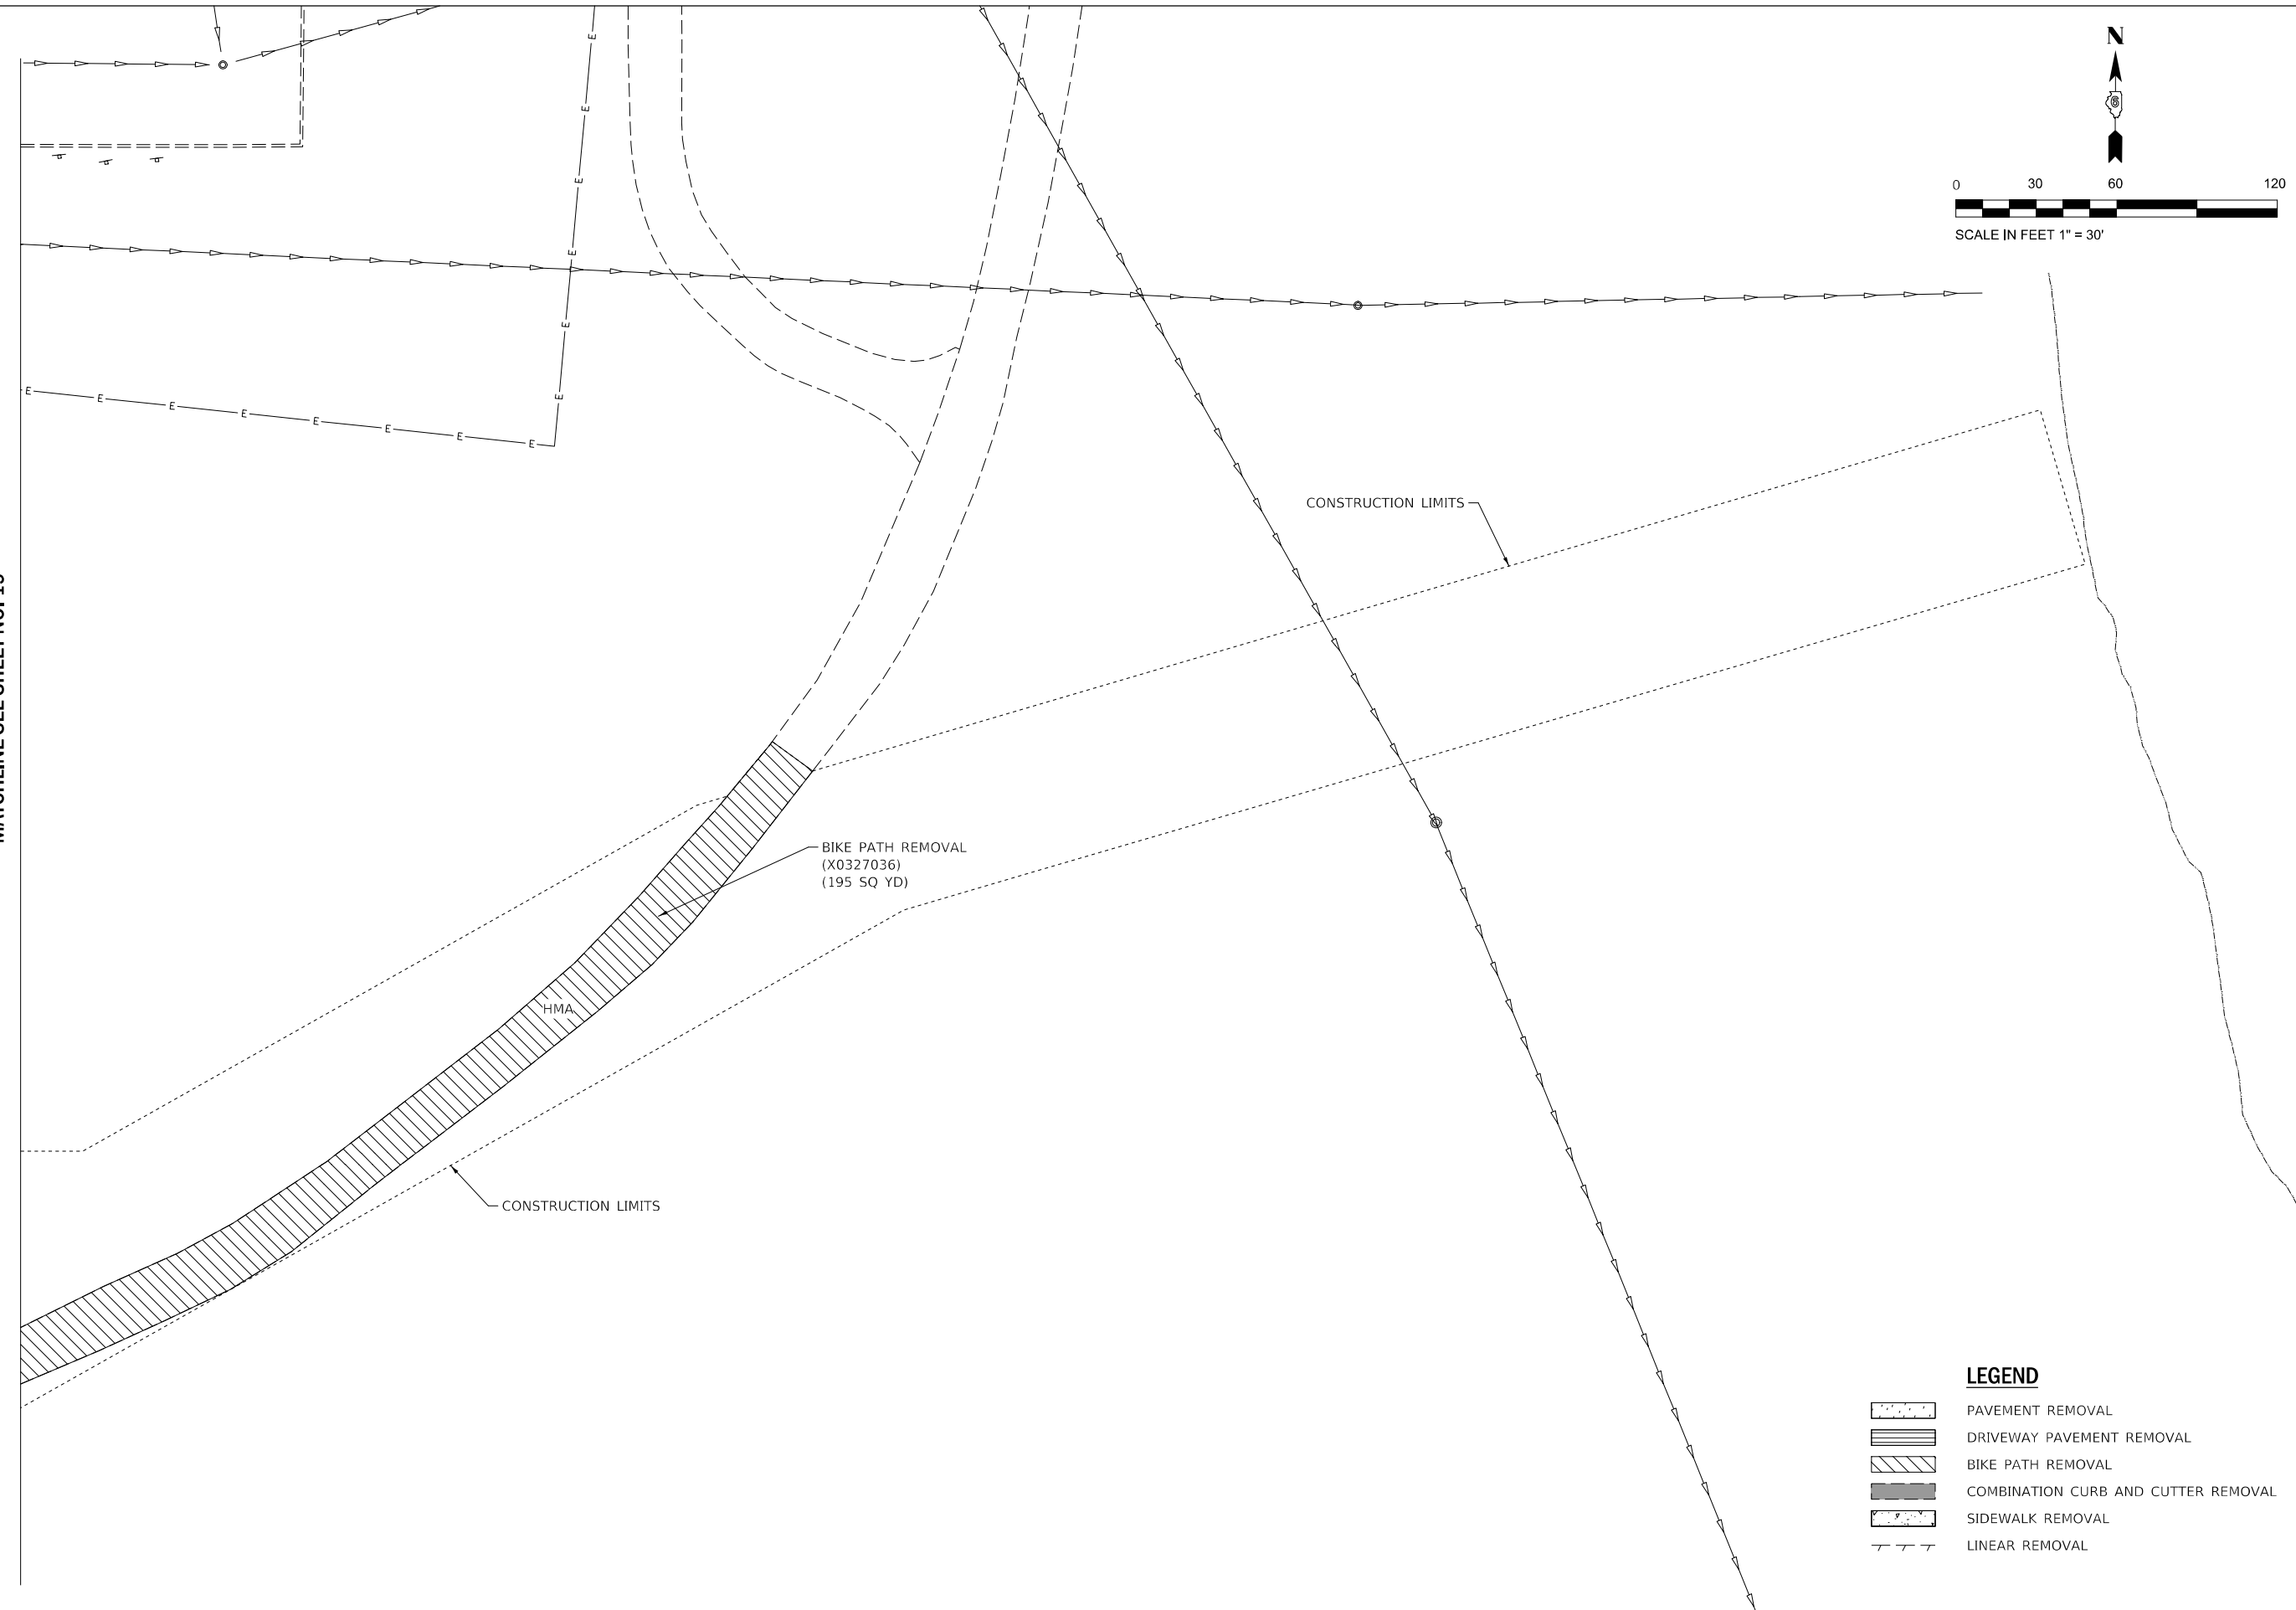 N
6
0 30 60 120
SCALE IN FEET 1" = 30'
E
E
E
E
E
E
E
E
E
E
E
E
E
E
CONSTRUCTION LIMITS
BIKE PATH REMOVAL
(X0327036)
(195 SQ YD)
HMA
CONSTRUCTION LIMITS
LEGEND
PAVEMENT REMOVAL
DRIVEWAY PAVEMENT REMOVAL
BIKE PATH REMOVAL
COMBINATION CURB AND CUTTER REMOVAL
SIDEWALK REMOVAL
LINEAR REMOVAL